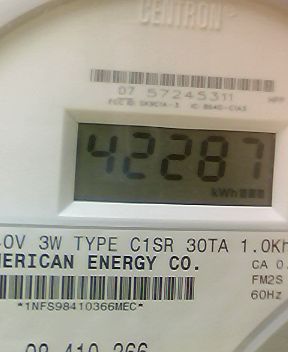 CENTRON
07 57245311
42287
kWh
0V 3W TYPE C1SR 30TA 1.0Kh
MERICAN ENERGY CO.
CA 0.
FM2S
60Hz
*1NFS98410366MEC*
98 410 366